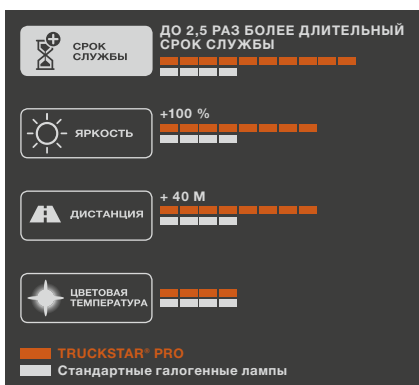 ДО 2,5 РАЗ БОЛЕЕ ДЛИТЕЛЬНЫЙ
СРОК СЛУЖБЫ
СРОК
СЛУЖБЫ
+100 %
ЯРКОСТЬ
+ 40 М
ДИСТАНЦИЯ
ЦВЕТОВАЯ
ТЕМПЕРАТУРА
TRUCKSTAR® PRO
Стандартные галогенные лампы